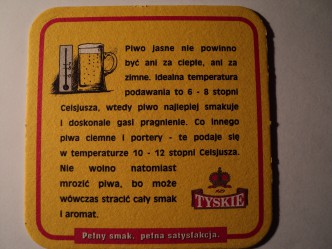 Piwo jasne nie powinno
być ani za ciepłe, ani za
zimne. Idealna temperatura
podawania to 6 - 8 stopni
Celsjusza, wtedy piwo najlepiej smakuje
i doskonale gasi pragnienie. Co innego
piwa ciemne i portery - te podaje się
w temperaturze 10 - 12 stopni Celsjusza.
Nie wolno natomiast
mrozić piwa, bo może
wówczas stracić cały smak
i aromat.
TYSKIE
Pełny smak, pełna satysfakcja.